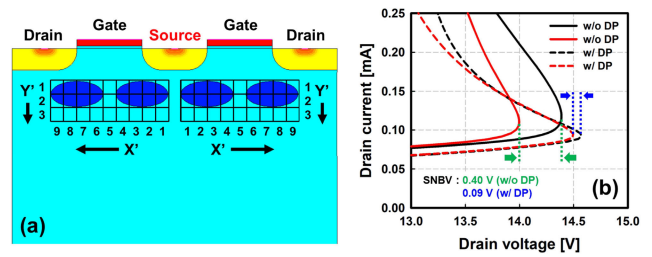 Drain Gate Source Gate Drain
Y' 1 1 Y'
2 2
3 3
9 8 7 6 5 4 3 2 1 1 2 3 4 5 6 7 8 9
X' X'
(a)
Drain current [mA]
0.25
0.20
0.15
0.10
0.05
0.00
w/o DP
w/o DP
w/ DP
w/ DP
SNBV : 0.40 V (w/o DP)
0.09 V (w/ DP)
(b)
13.0 13.5 14.0 14.5 15.0
Drain voltage [V]